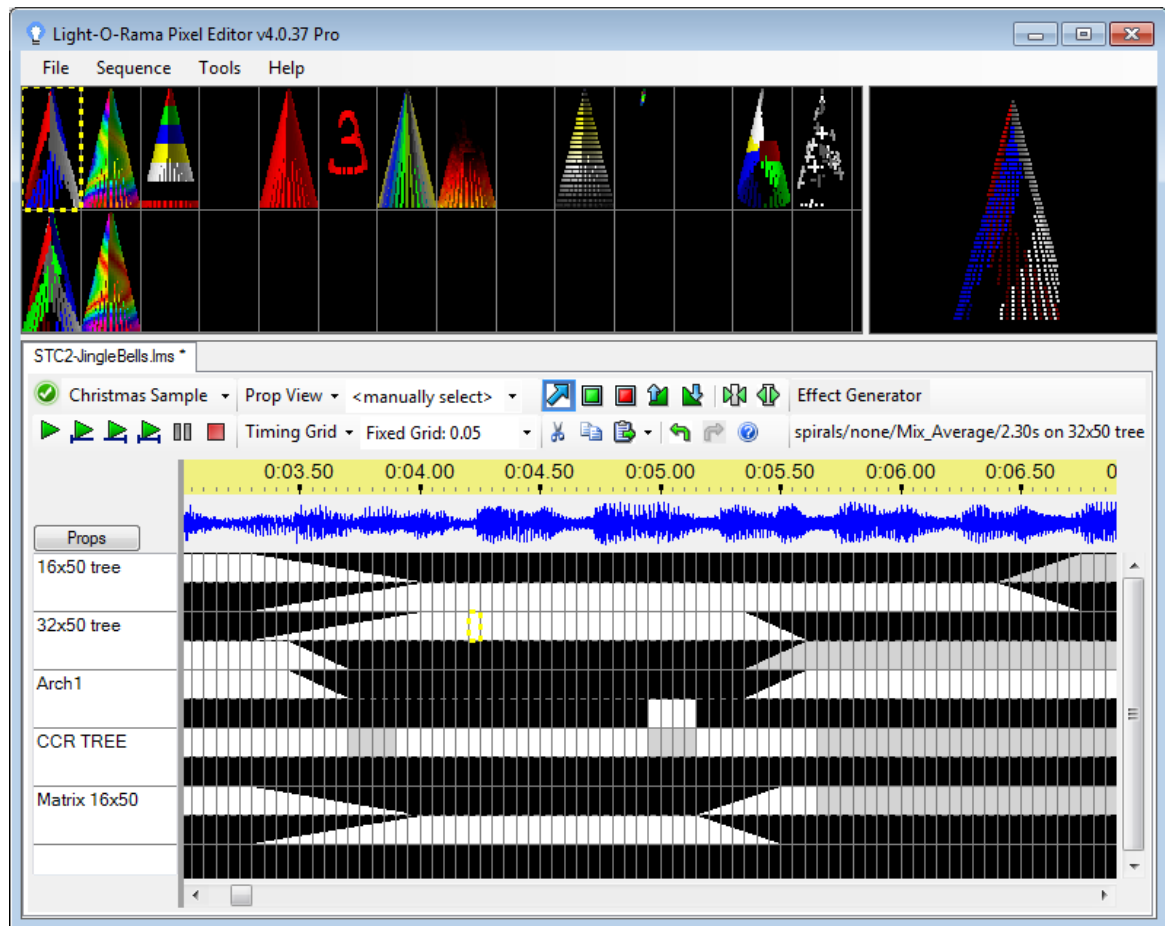 Light-O-Rama Pixel Editor v4.0.37 Pro
File Sequence Tools Help
3
STC2-JingleBells.lms *
Christmas Sample Prop View <manually select> Effect Generator
Timing Grid Fixed Grid: 0.05 spirals/none/Mix_Average/2.30s on 32x50 tree
0:03.50 0:04.00 0:04.50 0:05.00 0:05.50 0:06.00 0:06.50 0
Props
16x50 tree
32x50 tree
Arch1
CCR TREE
Matrix 16x50